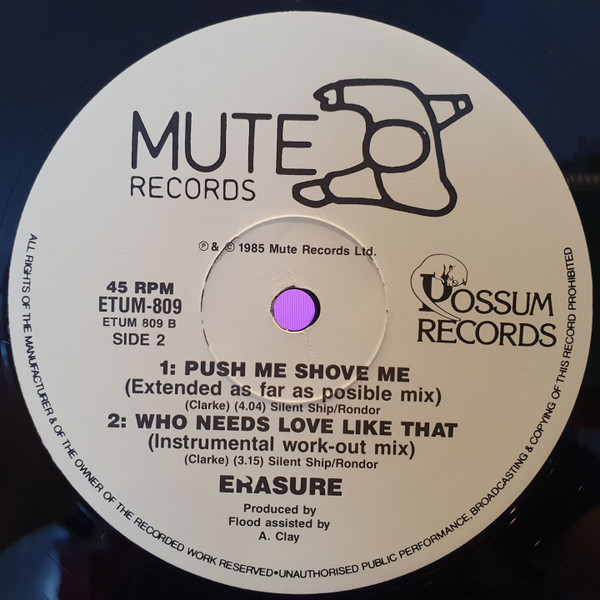 MUTE
RECORDS
℗ & © 1985 Mute Records Ltd.
45 RPM
ETUM-809
ETUM 809 B
SIDE 2
POSSUM
RECORDS
1: PUSH ME SHOVE ME
(Extended as far as posible mix)
(Clarke) (4.04) Silent Ship/Rondor
2: WHO NEEDS LOVE LIKE THAT
(Instrumental work-out mix)
(Clarke) (3.15) Silent Ship/Rondor
ERASURE
Produced by
Flood assisted by
A. Clay
ALL RIGHTS OF THE MANUFACTURER & OF THE OWNER OF THE RECORDED WORK RESERVED•UNAUTHORISED PUBLIC PERFORMANCE, BROADCASTING & COPYING OF THIS RECORD PROHIBITED